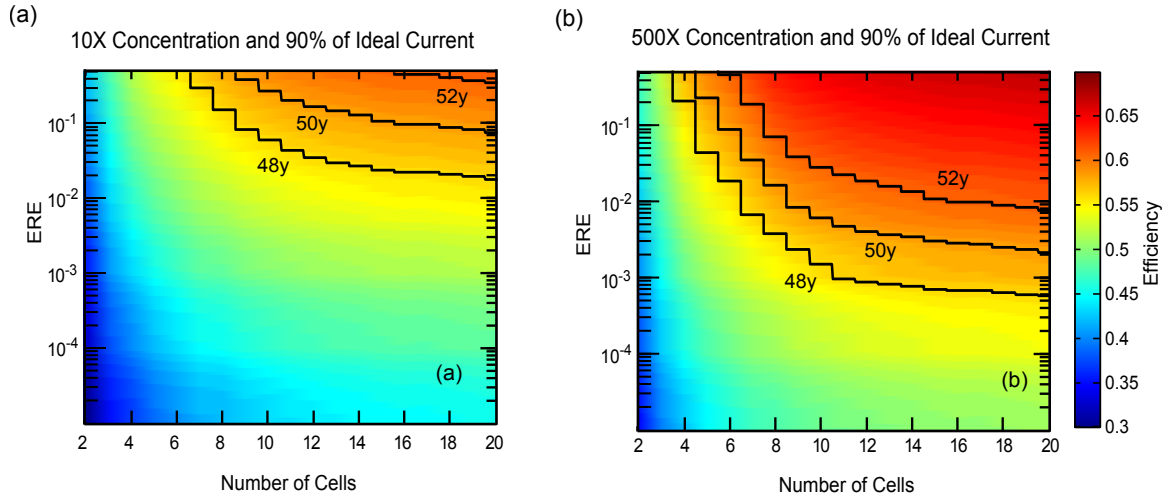 (a)
10X Concentration and 90% of Ideal Current
10-1
10-2
10-3
10-4
ERE
52y
50y
48y
(a)
2 4 6 8 10 12 14 16 18 20
Number of Cells
(b)
500X Concentration and 90% of Ideal Current
10-1
10-2
10-3
10-4
ERE
52y
50y
48y
(b)
2 4 6 8 10 12 14 16 18 20
Number of Cells
0.65
0.6
0.55
0.5
0.45
0.4
0.35
0.3
Efficiency